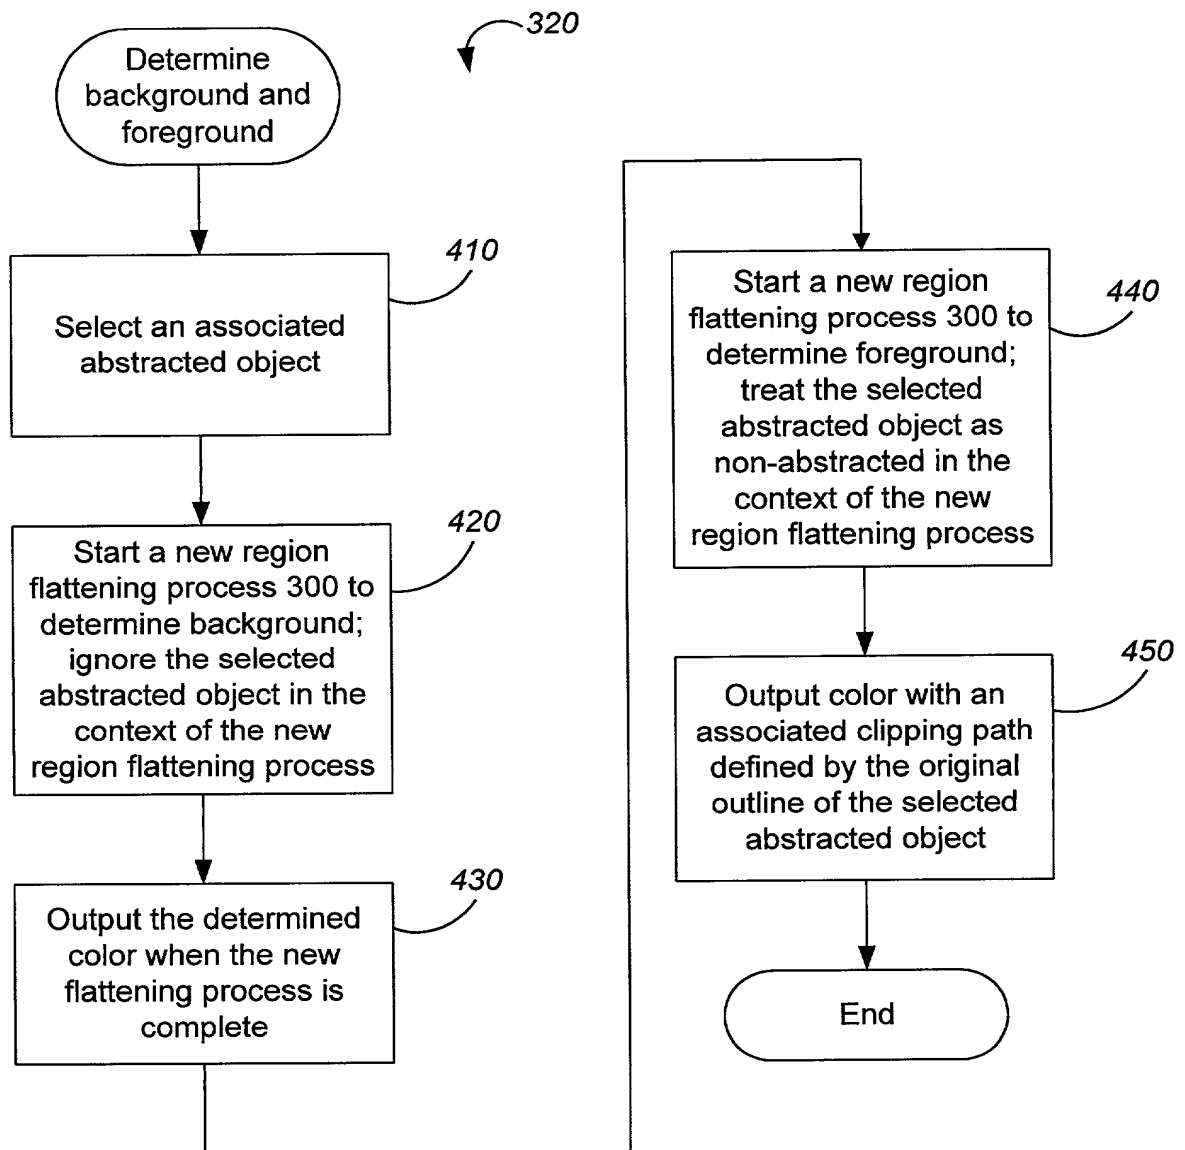 320
Determine
background and
foreground
410
Select an associated
abstracted object
420
Start a new region
flattening process 300 to
determine background;
ignore the selected
abstracted object in the
context of the new
region flattening process
430
Output the determined
color when the new
flattening process is
complete
440
Start a new region
flattening process 300 to
determine foreground;
treat the selected
abstracted object as
non-abstracted in the
context of the new
region flattening process
450
Output color with an
associated clipping path
defined by the original
outline of the selected
abstracted object
End